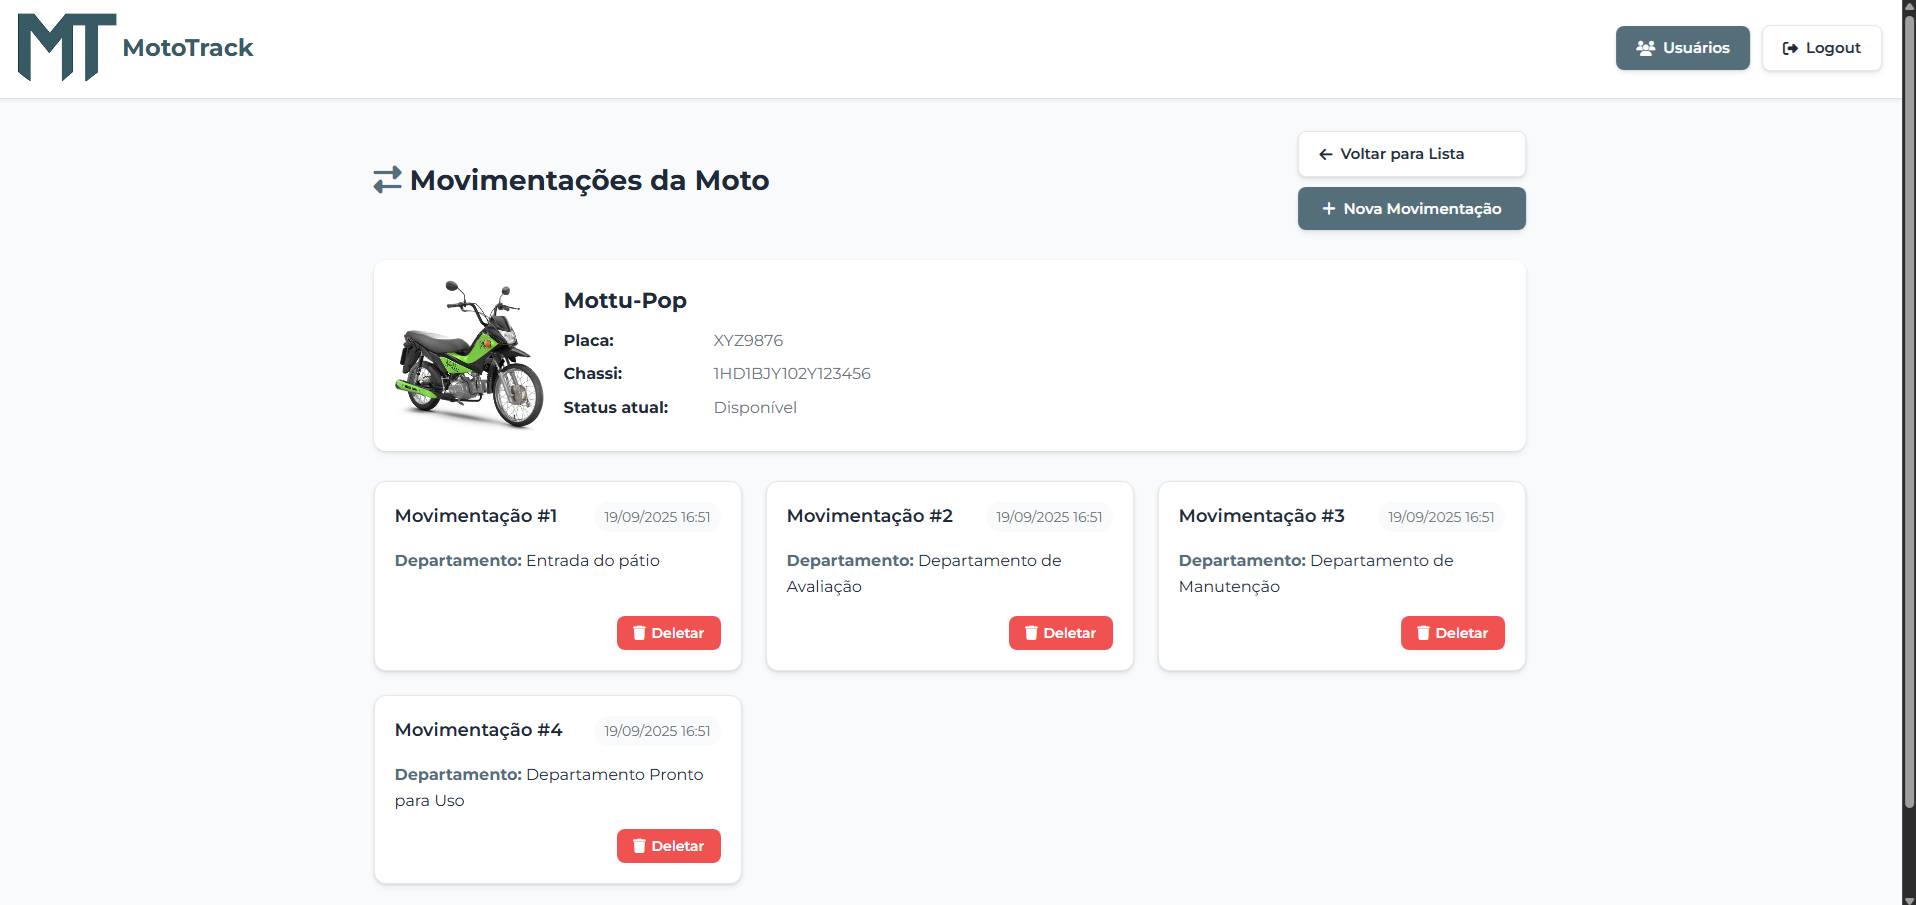 MT MotoTrack
Usuários
Logout
Movimentações da Moto
Voltar para Lista
Nova Movimentação
Mottu-Pop
Placa: XYZ9876
Chassi: 1HD1BJY102Y123456
Status atual: Disponível
Movimentação #1 19/09/2025 16:51
Departamento: Entrada do pátio
Deletar
Movimentação #2 19/09/2025 16:51
Departamento: Departamento de
Avaliação
Deletar
Movimentação #3 19/09/2025 16:51
Departamento: Departamento de
Manutenção
Deletar
Movimentação #4 19/09/2025 16:51
Departamento: Departamento Pronto
para Uso
Deletar